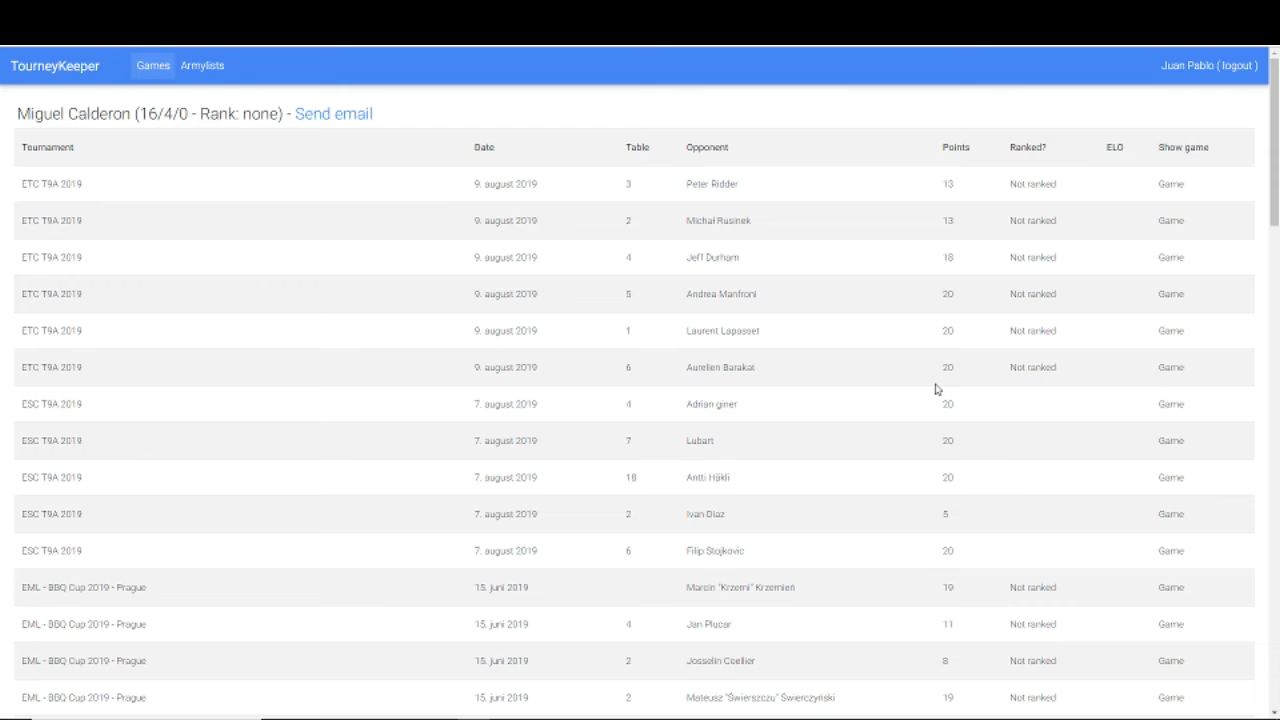 TourneyKeeper Games Armylists Juan Pablo ( logout )
Miguel Calderon (16/4/0 - Rank: none) - Send email
Tournament Date Table Opponent Points Ranked? ELO Show game
ETC T9A 2019 9. august 2019 3 Peter Ridder 13 Not ranked Game
ETC T9A 2019 9. august 2019 2 Michał Rusinek 13 Not ranked Game
ETC T9A 2019 9. august 2019 4 Jeff Durham 18 Not ranked Game
ETC T9A 2019 9. august 2019 5 Andrea Manfroni 20 Not ranked Game
ETC T9A 2019 9. august 2019 1 Laurent Lapasset 20 Not ranked Game
ETC T9A 2019 9. august 2019 6 Aurelien Barakat 20 Not ranked Game
ESC T9A 2019 7. august 2019 4 Adrian giner 20 Game
ESC T9A 2019 7. august 2019 7 Lubart 20 Game
ESC T9A 2019 7. august 2019 18 Antti Häkli 20 Game
ESC T9A 2019 7. august 2019 2 Ivan Diaz 5 Game
ESC T9A 2019 7. august 2019 6 Filip Stojkovic 20 Game
EML - BBQ Cup 2019 - Prague 15. juni 2019 Marcin "Krzemi" Krzemień 19 Not ranked Game
EML - BBQ Cup 2019 - Prague 15. juni 2019 4 Jan Plucar 11 Not ranked Game
EML - BBQ Cup 2019 - Prague 15. juni 2019 2 Josselin Coellier 8 Not ranked Game
EML - BBQ Cup 2019 - Prague 15. juni 2019 2 Mateusz "Świerszczu" Świerczyński 19 Not ranked Game